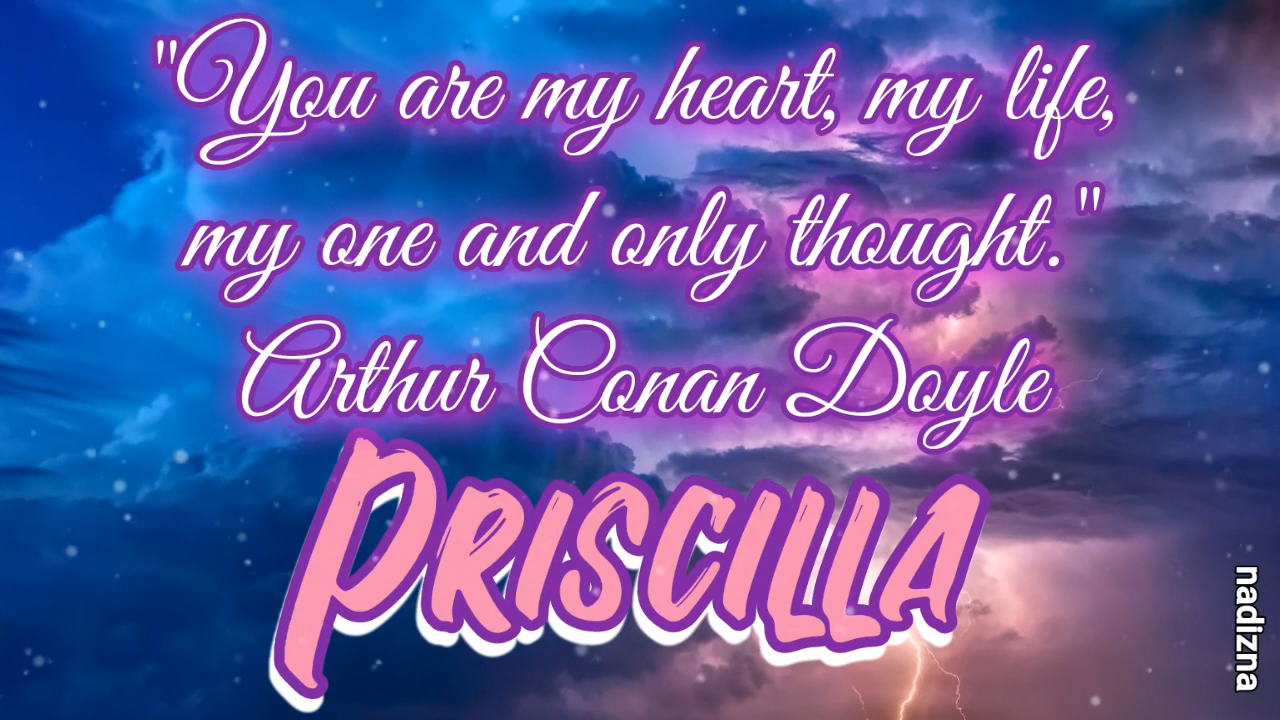 "You are my heart, my life,
my one and only thought."
Arthur Conan Doyle
PRISCILLA
nadizna